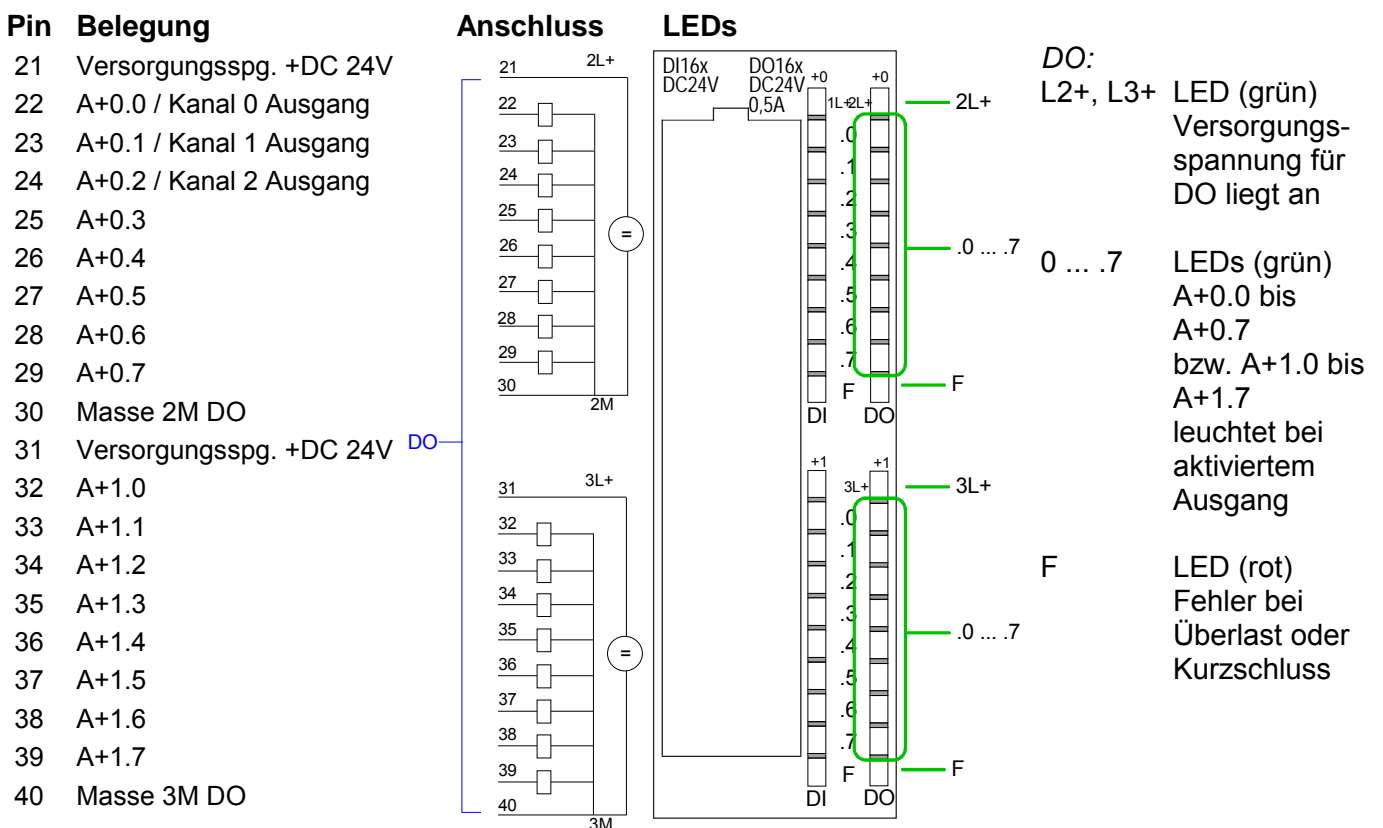 Pin Belegung Anschluss LEDs
21 Versorgungsspg. +DC 24V
22 A+0.0 / Kanal 0 Ausgang
23 A+0.1 / Kanal 1 Ausgang
24 A+0.2 / Kanal 2 Ausgang
25 A+0.3
26 A+0.4
27 A+0.5
28 A+0.6
29 A+0.7
30 Masse 2M DO
31 Versorgungsspg. +DC 24V
32 A+1.0
33 A+1.1
34 A+1.2
35 A+1.3
36 A+1.4
37 A+1.5
38 A+1.6
39 A+1.7
40 Masse 3M DO
DO
21 2L+
22
23
24
25
26
=
27
28
29
30
2M
31 3L+
32
33
34
35
36
=
37
38
39
40
3M
DI16x DO16x
DC24V DC24V
0,5A
+0 +0
1L+ 2L+
.0
.1
.2
.3
.4
.5
.6
.7
F
DI DO
2L+
.0 ... .7
F
+1 +1
3L+
.0
.1
.2
.3
.4
.5
.6
.7
F
DI DO
3L+
.0 ... .7
F
DO:
L2+, L3+ LED (grün)
Versorgungs-
spannung für
DO liegt an
0 ... .7 LEDs (grün)
A+0.0 bis
A+0.7
bzw. A+1.0 bis
A+1.7
leuchtet bei
aktiviertem
Ausgang
F LED (rot)
Fehler bei
Überlast oder
Kurzschluss